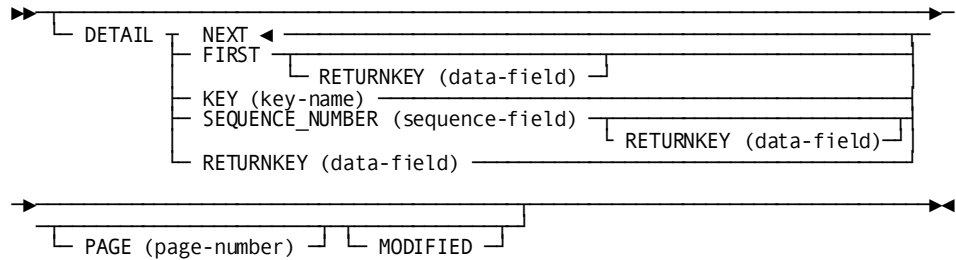 DETAIL NEXT
FIRST
RETURNKEY (data-field)
KEY (key-name)
SEQUENCE_NUMBER (sequence-field)
RETURNKEY (data-field)
RETURNKEY (data-field)
PAGE (page-number) MODIFIED